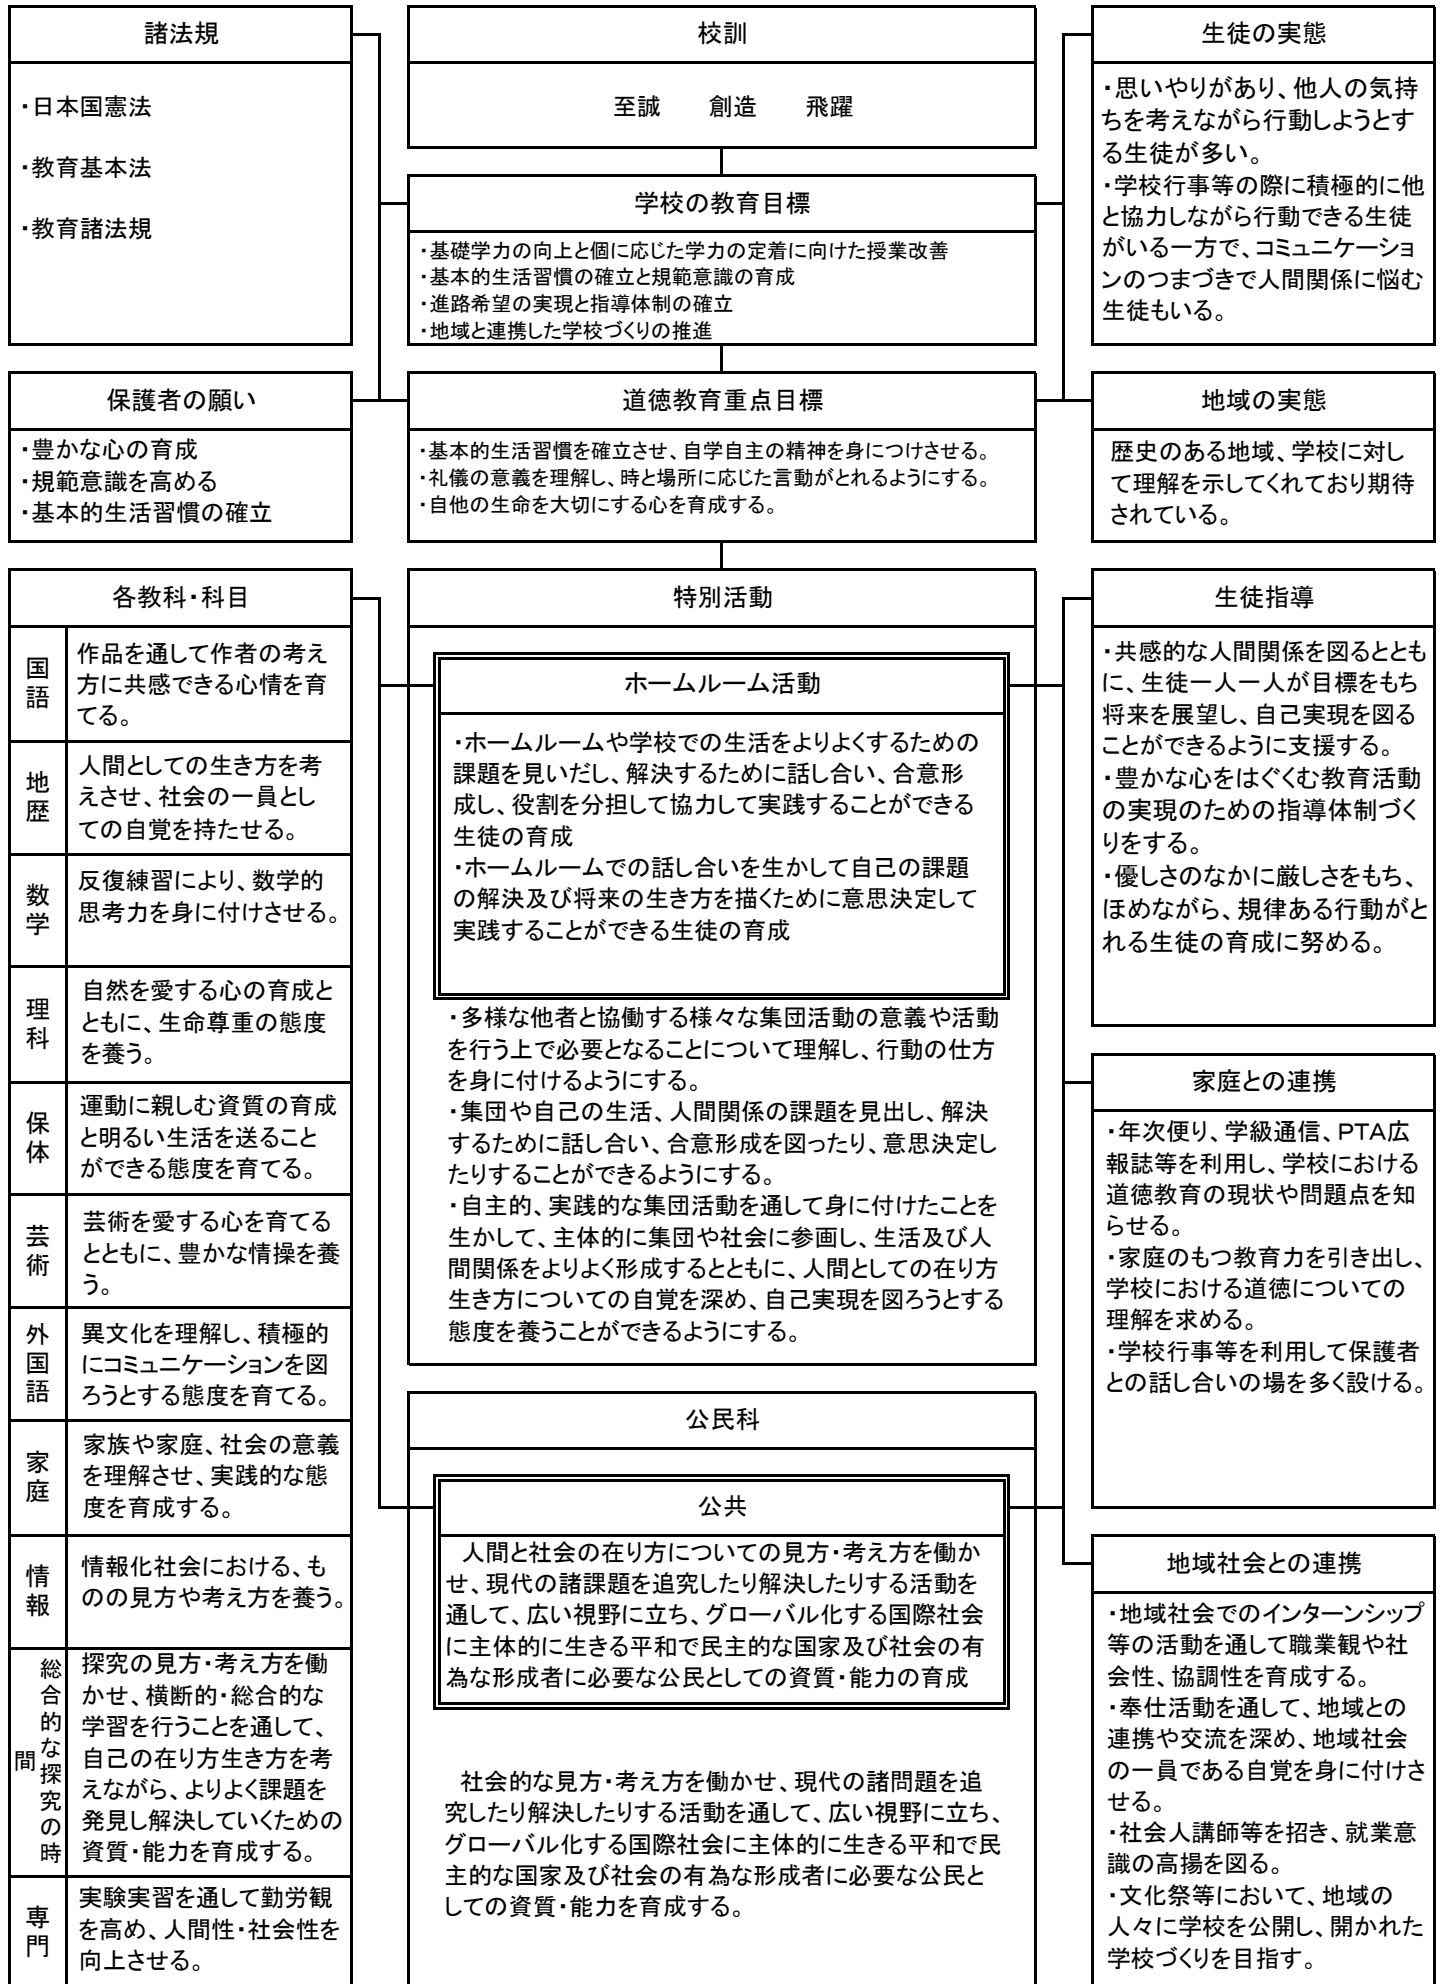 諸法規
・日本国憲法
・教育基本法
・教育諸法規
校訓
至誠　　創造　　飛躍
生徒の実態
・思いやりがあり、他人の気持
ちを考えながら行動しようとす
る生徒が多い。
・学校行事等の際に積極的に他
と協力しながら行動できる生徒
がいる一方で、コミュニケーショ
ンのつまづきで人間関係に悩む
生徒もいる。
学校の教育目標
・基礎学力の向上と個に応じた学力の定着に向けた授業改善
・基本的生活習慣の確立と規範意識の育成
・進路希望の実現と指導体制の確立
・地域と連携した学校づくりの推進
保護者の願い
・豊かな心の育成
・規範意識を高める
・基本的生活習慣の確立
道徳教育重点目標
・基本的生活習慣を確立させ、自学自主の精神を身につけさせる。
・礼儀の意義を理解し、時と場所に応じた言動がとれるようにする。
・自他の生命を大切にする心を育成する。
地域の実態
歴史のある地域、学校に対し
て理解を示してくれており期待
されている。
各教科・科目
国語
作品を通して作者の考え
方に共感できる心情を育
てる。
地歴
人間としての生き方を考
えさせ、社会の一員とし
ての自覚を持たせる。
数学
反復練習により、数学的
思考力を身に付けさせる。
理科
自然を愛する心の育成と
ともに、生命尊重の態度
を養う。
保体
運動に親しむ資質の育成
と明るい生活を送ること
ができる態度を育てる。
芸術
芸術を愛する心を育てる
とともに、豊かな情操を養
う。
外国語
異文化を理解し、積極的
にコミュニケーションを図
ろうとする態度を育てる。
家庭
家族や家庭、社会の意義
を理解させ、実践的な態
度を育成する。
情報
情報化社会における、も
のの見方や考え方を養う。
総合的な探究の時
間
探究の見方・考え方を働
かせ、横断的・総合的な
学習を行うことを通して、
自己の在り方生き方を考
えながら、よりよく課題を
発見し解決していくための
資質・能力を育成する。
専門
実験実習を通して勤労観
を高め、人間性・社会性を
向上させる。
特別活動
ホームルーム活動
・ホームルームや学校での生活をよりよくするための
課題を見いだし、解決するために話し合い、合意形
成し、役割を分担して協力して実践することができる
生徒の育成
・ホームルームでの話し合いを生かして自己の課題
の解決及び将来の生き方を描くために意思決定して
実践することができる生徒の育成
・多様な他者と協働する様々な集団活動の意義や活動
を行う上で必要となることについて理解し、行動の仕方
を身に付けるようにする。
・集団や自己の生活、人間関係の課題を見出し、解決
するために話し合い、合意形成を図ったり、意思決定し
たりすることができるようにする。
・自主的、実践的な集団活動を通して身に付けたことを
生かして、主体的に集団や社会に参画し、生活及び人
間関係をよりよく形成するとともに、人間としての在り方
生き方についての自覚を深め、自己実現を図ろうとする
態度を養うことができるようにする。
公民科
公共
人間と社会の在り方についての見方・考え方を働か
せ、現代の諸課題を追究したり解決したりする活動を
通して、広い視野に立ち、グローバル化する国際社会
に主体的に生きる平和で民主的な国家及び社会の有
為な形成者に必要な公民としての資質・能力の育成
社会的な見方・考え方を働かせ、現代の諸問題を追
究したり解決したりする活動を通して、広い視野に立ち、
グローバル化する国際社会に主体的に生きる平和で民
主的な国家及び社会の有為な形成者に必要な公民と
しての資質・能力を育成する。
生徒指導
・共感的な人間関係を図るととも
に、生徒一人一人が目標をもち
将来を展望し、自己実現を図る
ことができるように支援する。
・豊かな心をはぐくむ教育活動
の実現のための指導体制づく
りをする。
・優しさのなかに厳しさをもち、
ほめながら、規律ある行動がと
れる生徒の育成に努める。
家庭との連携
・年次便り、学級通信、PTA広
報誌等を利用し、学校における
道徳教育の現状や問題点を知
らせる。
・家庭のもつ教育力を引き出し、
学校における道徳についての
理解を求める。
・学校行事等を利用して保護者
との話し合いの場を多く設ける。
地域社会との連携
・地域社会でのインターンシップ
等の活動を通して職業観や社
会性、協調性を育成する。
・奉仕活動を通して、地域との
連携や交流を深め、地域社会
の一員である自覚を身に付けさ
せる。
・社会人講師等を招き、就業意
識の高揚を図る。
・文化祭等において、地域の
人々に学校を公開し、開かれた
学校づくりを目指す。